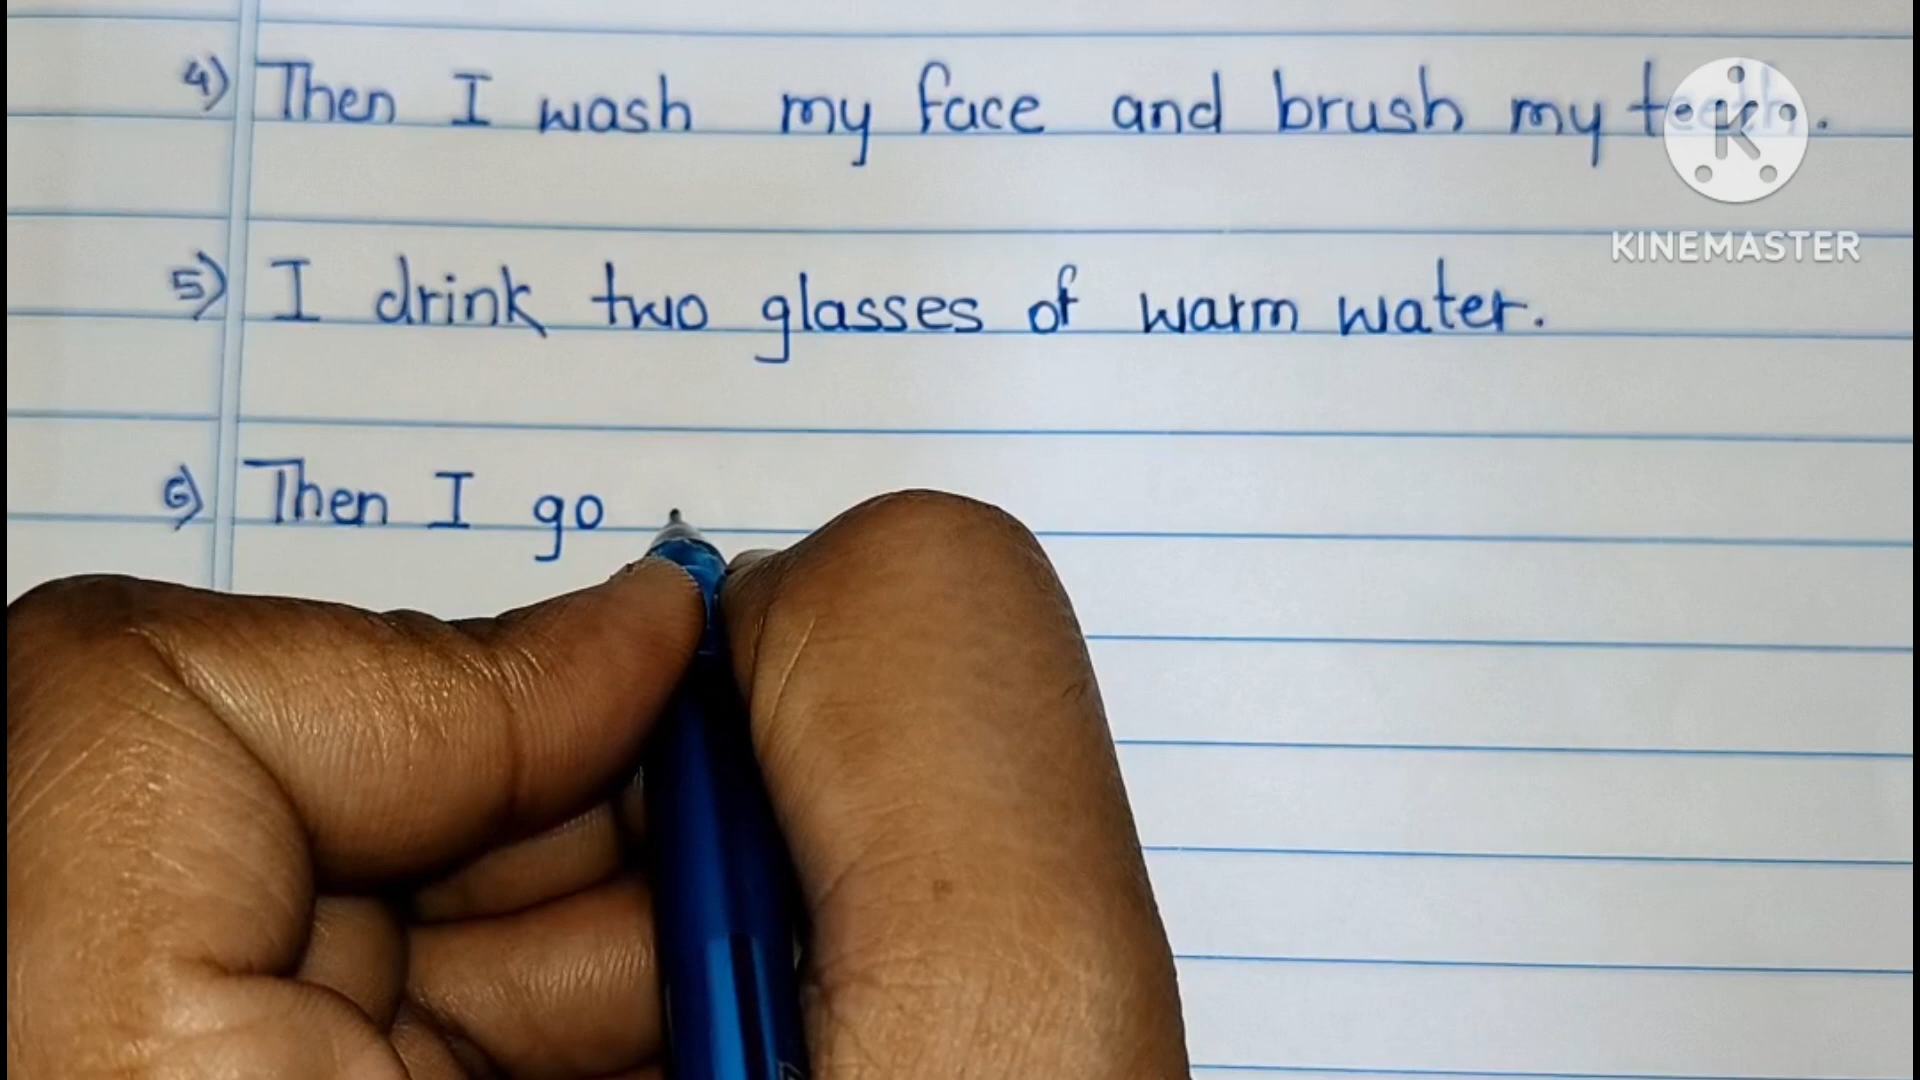 4) Then I wash my face and brush my teeth.
KINEMASTER
5) I drink two glasses of warm water.
6) Then I go